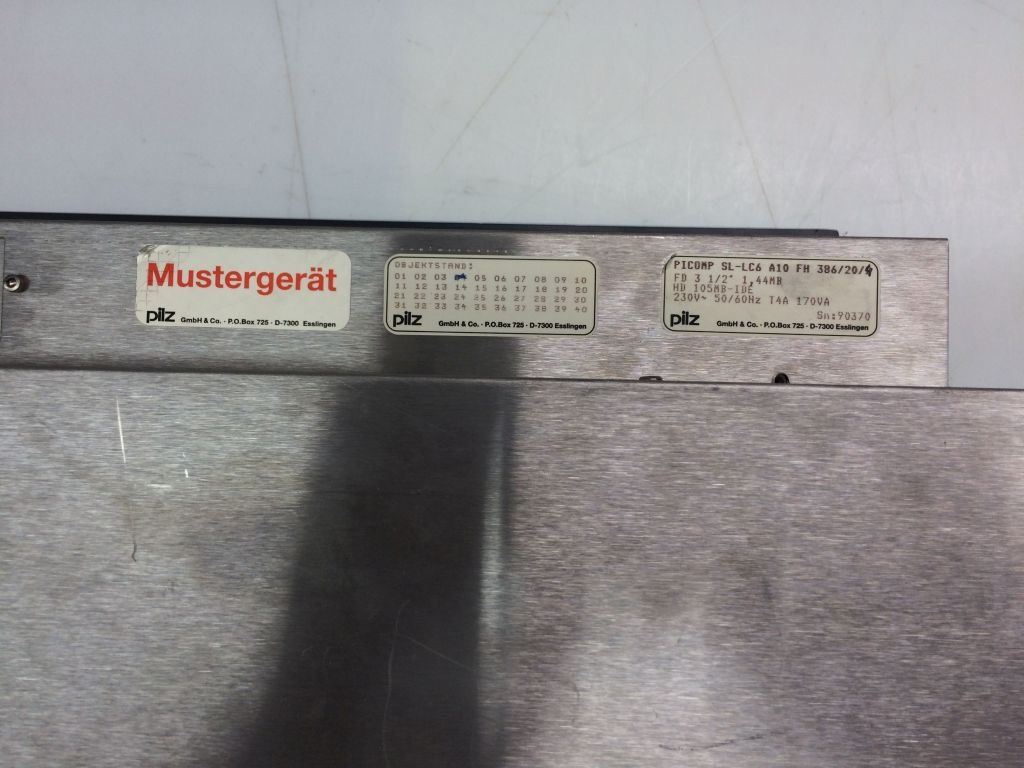 Mustergerät
pilz GmbH & Co. · P.O.Box 725 · D-7300 Esslingen
OBJEKTSTAND:
01 02 03 05 06 07 08 09 10
11 12 13 14 15 16 17 18 19 20
21 22 23 24 25 26 27 28 29 30
31 32 33 34 35 36 37 38 39 40
pilz GmbH & Co. · P.O.Box 725 · D-7300 Esslingen
PICOMP SL-LC6 A10 FH 386/20/4
FD 3 1/2" 1,44MB
HD 105MB-IDE
230V~ 50/60Hz T4A 170VA
Sn:90370
pilz GmbH & Co. · P.O.Box 725 · D-7300 Esslingen